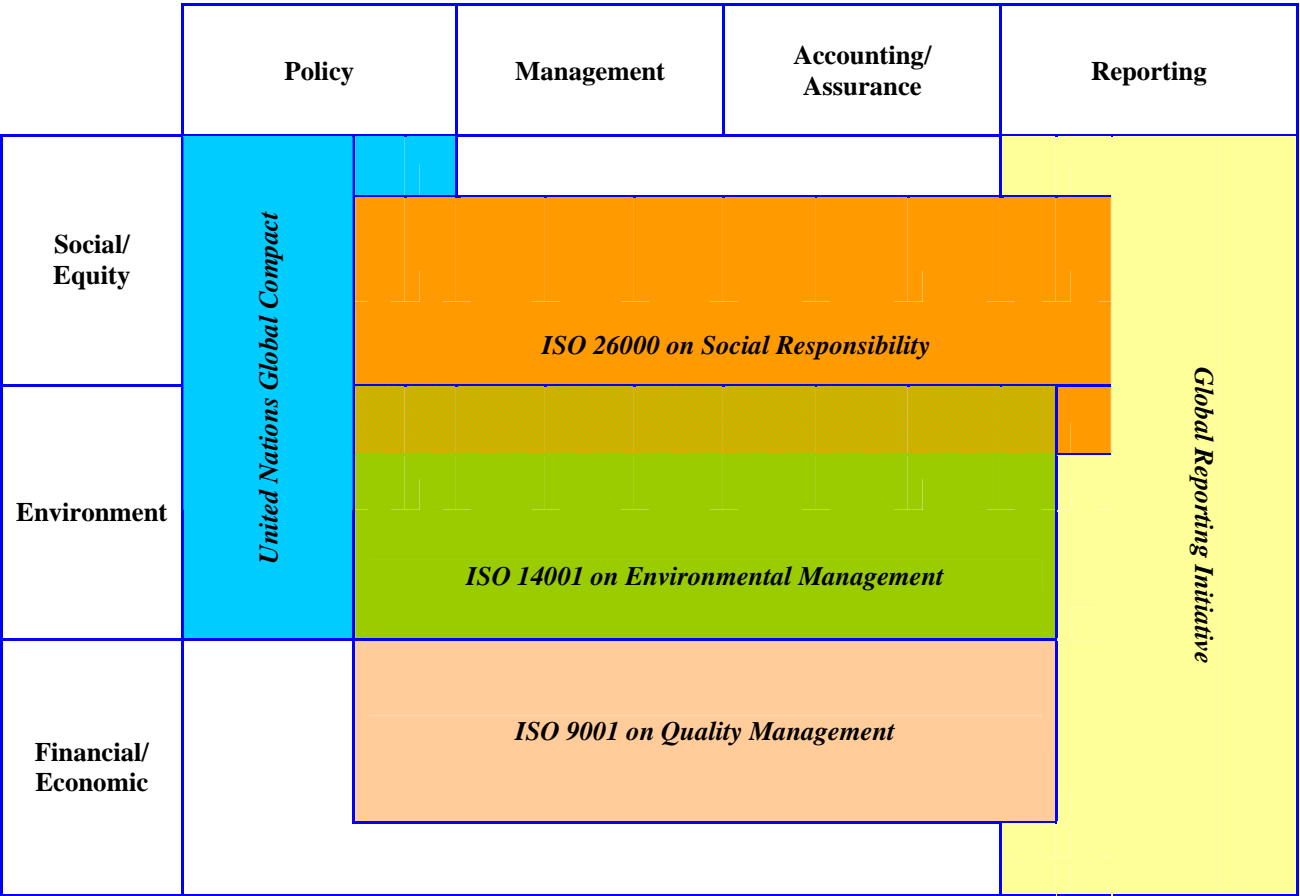 Policy
Management
Accounting/
Assurance
Reporting
Social/
Equity
United Nations Global Compact
ISO 26000 on Social Responsibility
Global Reporting Initiative
Environment
ISO 14001 on Environmental Management
Financial/
Economic
ISO 9001 on Quality Management